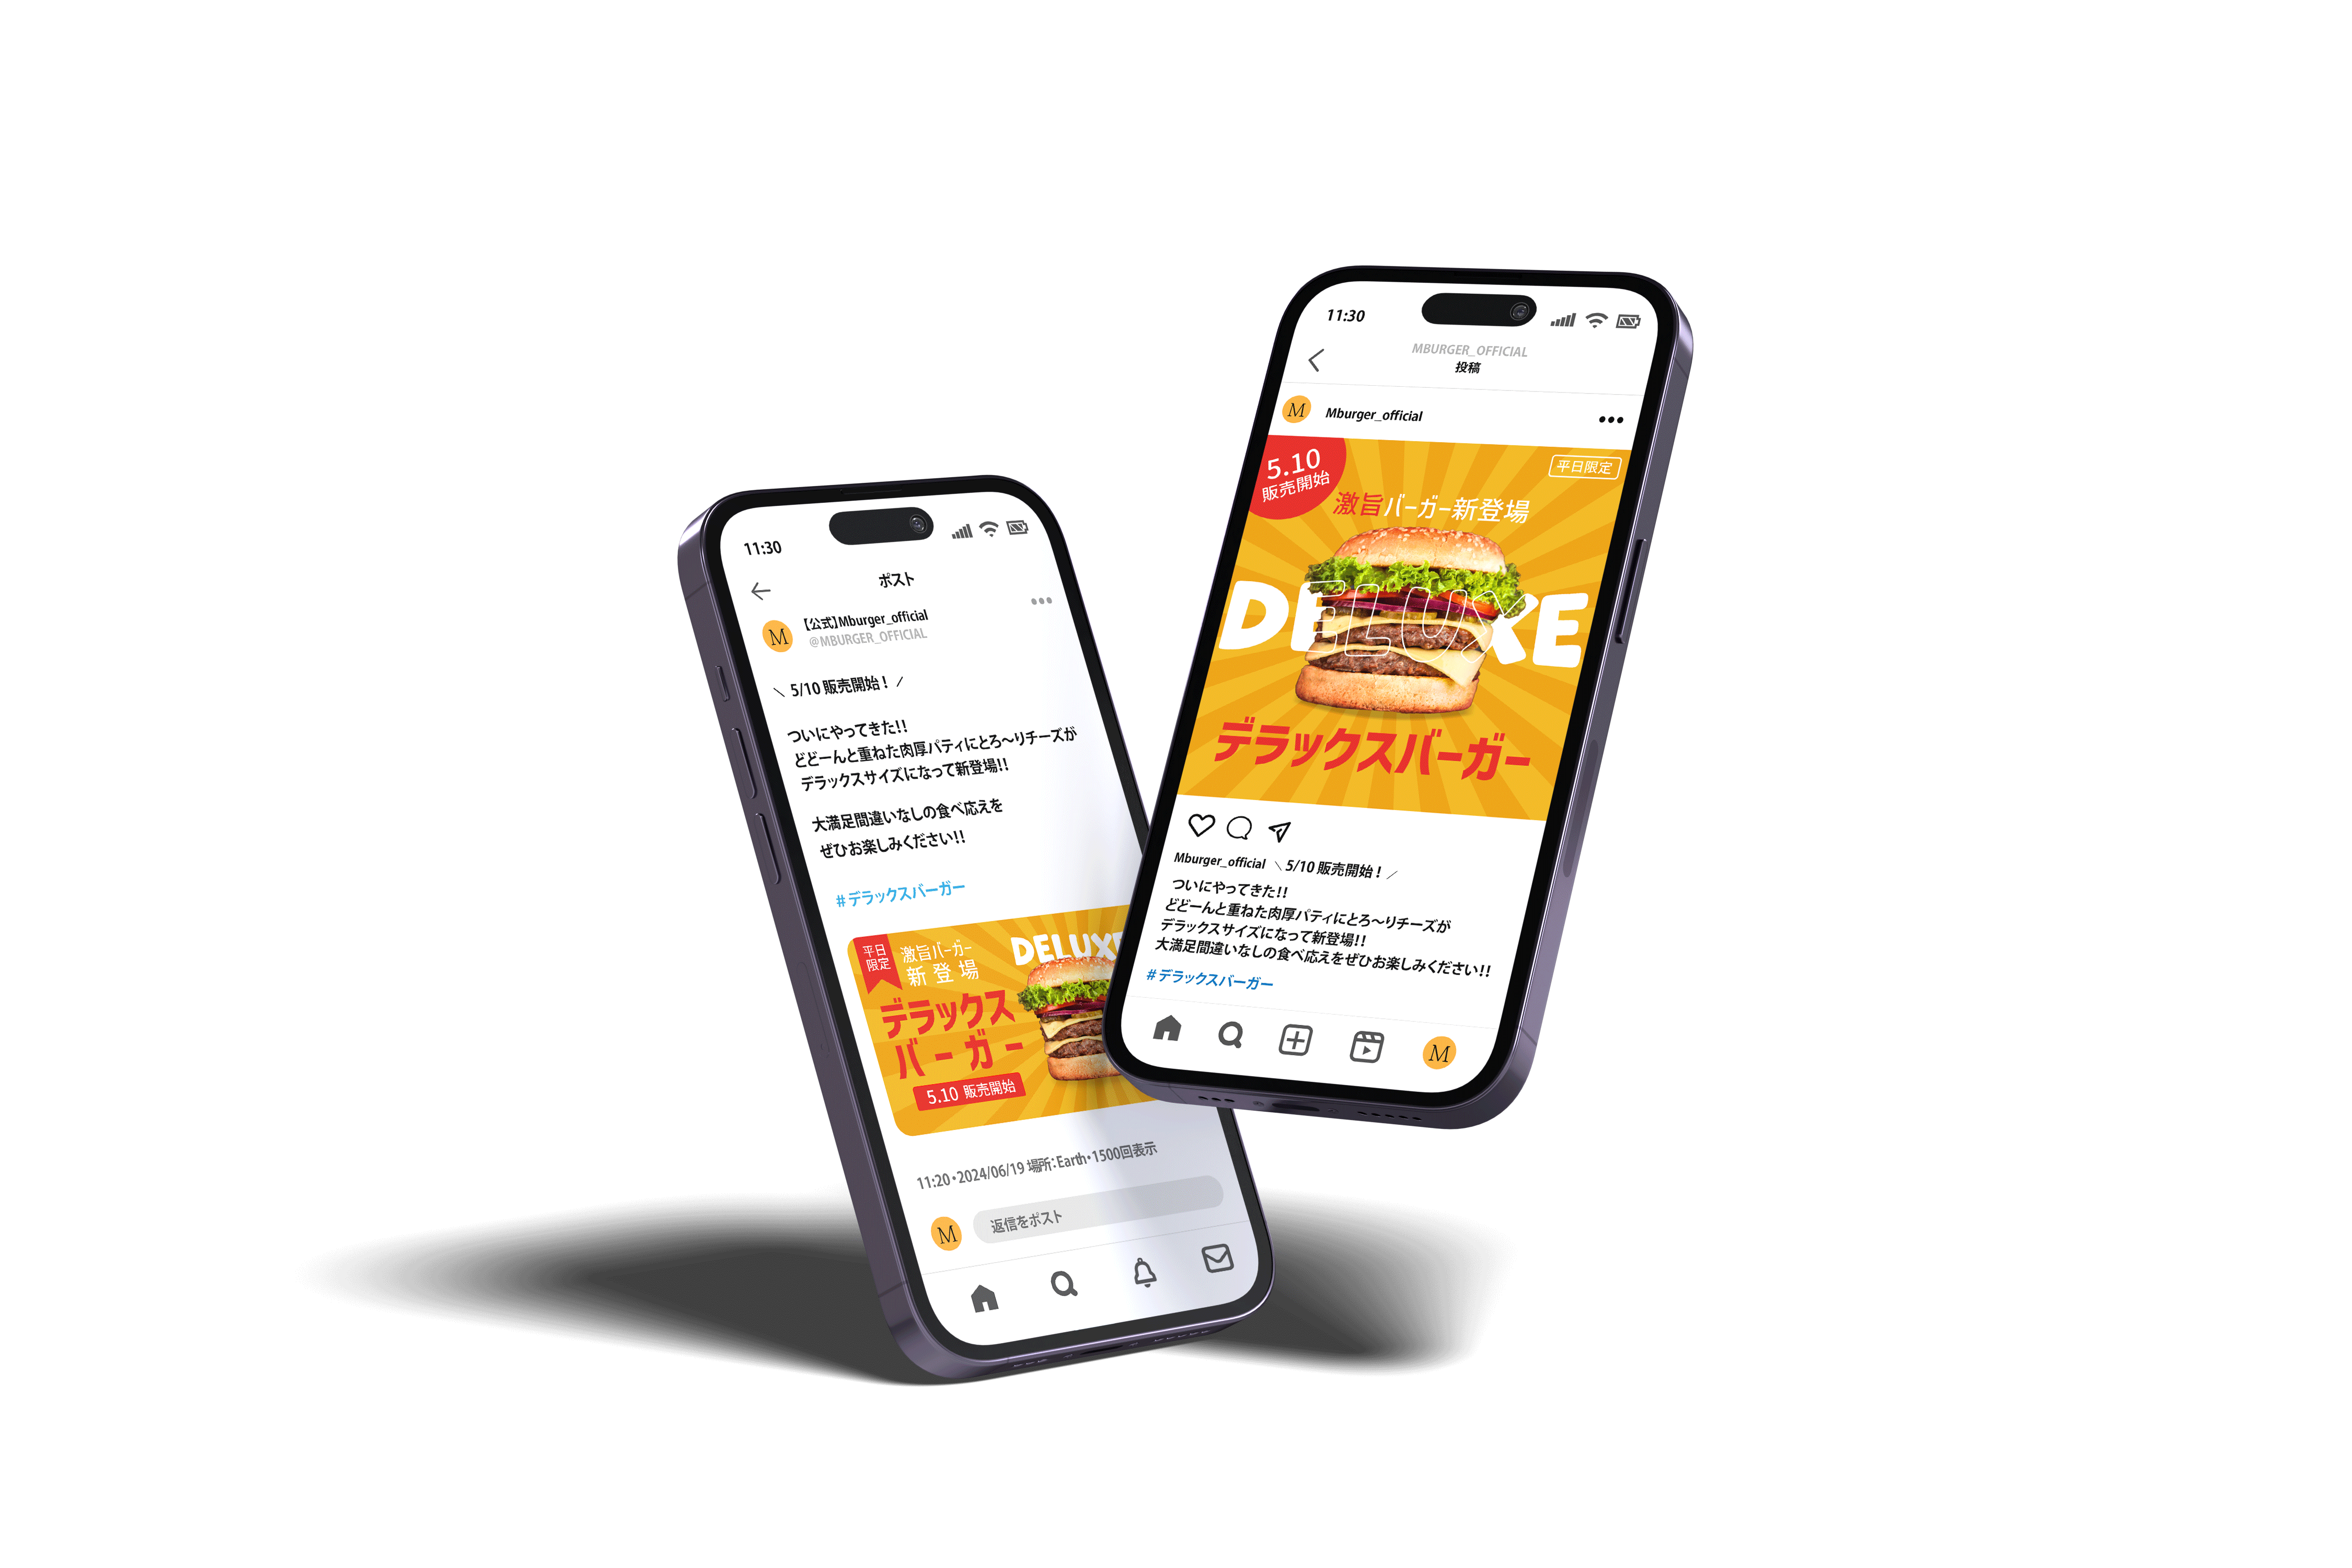 11:30
ポスト
M
【公式】Mburger_official
@MBURGER_OFFICIAL
\ 5/10 販売開始！ /
ついにやってきた!!
どどーんと重ねた肉厚パティにとろ～りチーズが
デラックスサイズになって新登場!!
大満足間違いなしの食べ応えを
ぜひお楽しみください!!
#デラックスバーガー
平日
限定
激旨バーガー
新登場
DELUXE
デラックス
バーガー
5.10 販売開始
11:20・2024/06/19 場所：Earth・1500回表示
M
返信をポスト
11:30
MBURGER_OFFICIAL
投稿
M
Mburger_official
5.10
販売開始
平日限定
激旨バーガー新登場
DELUXE
デラックスバーガー
Mburger_official \ 5/10 販売開始！ /
ついにやってきた!!
どどーんと重ねた肉厚パティにとろ～りチーズが
デラックスサイズになって新登場!!
大満足間違いなしの食べ応えをぜひお楽しみください!!
#デラックスバーガー
M